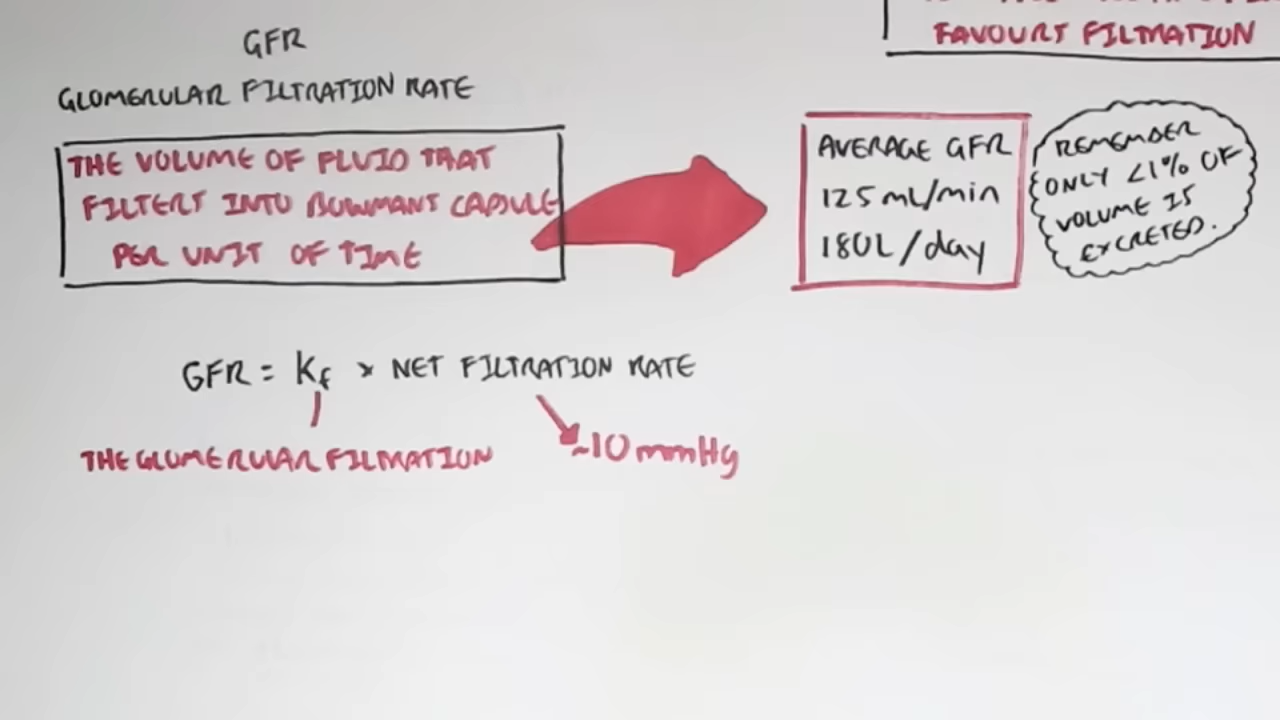 FAVOURS FILTRATION
GFR
GLOMERULAR FILTRATION RATE
THE VOLUME OF FLUID THAT
FILTERS INTO BOWMANS CAPSULE
PER UNIT OF TIME
AVERAGE GFR
125 mL/min
180L/day
REMEMBER
ONLY <1% OF
VOLUME IS
EXCRETED.
GFR = Kf × NET FILTRATION RATE
THE GLOMERULAR FILTRATION
~10 mmHg